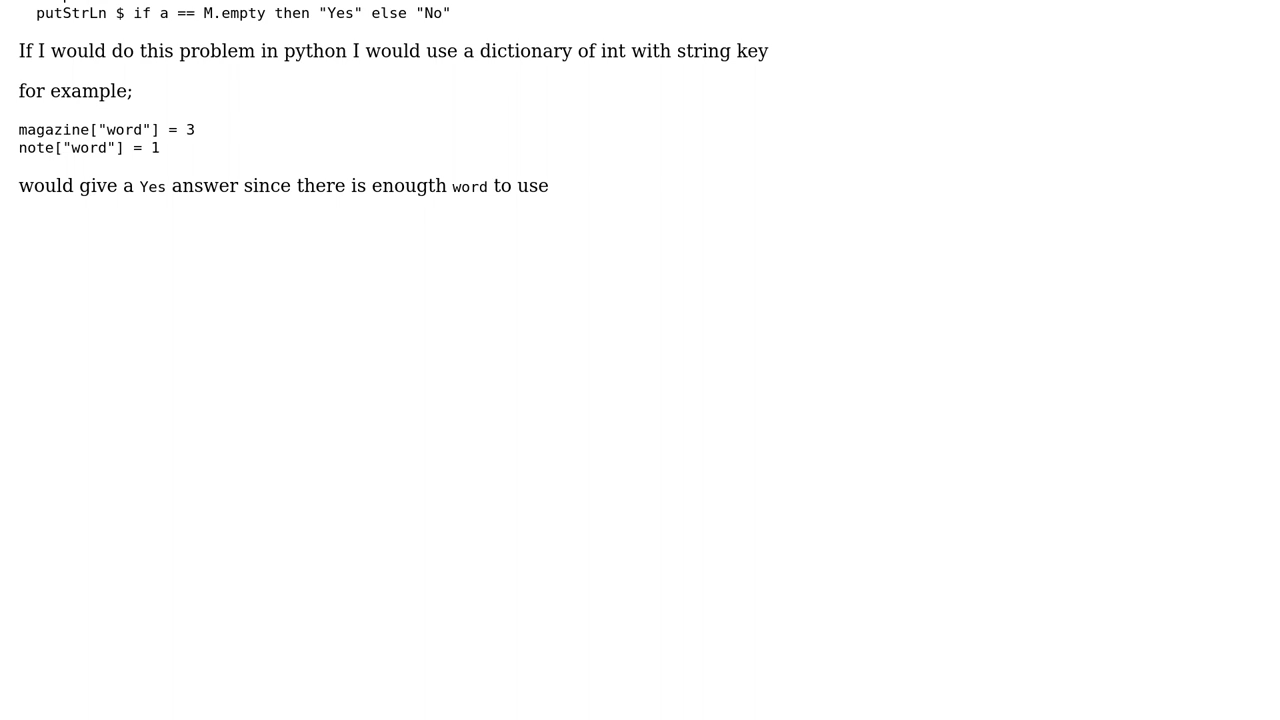 putStrLn $ if a == M.empty then "Yes" else "No"
If I would do this problem in python I would use a dictionary of int with string key
for example;
magazine["word"] = 3
note["word"] = 1
would give a Yes answer since there is enougth word to use